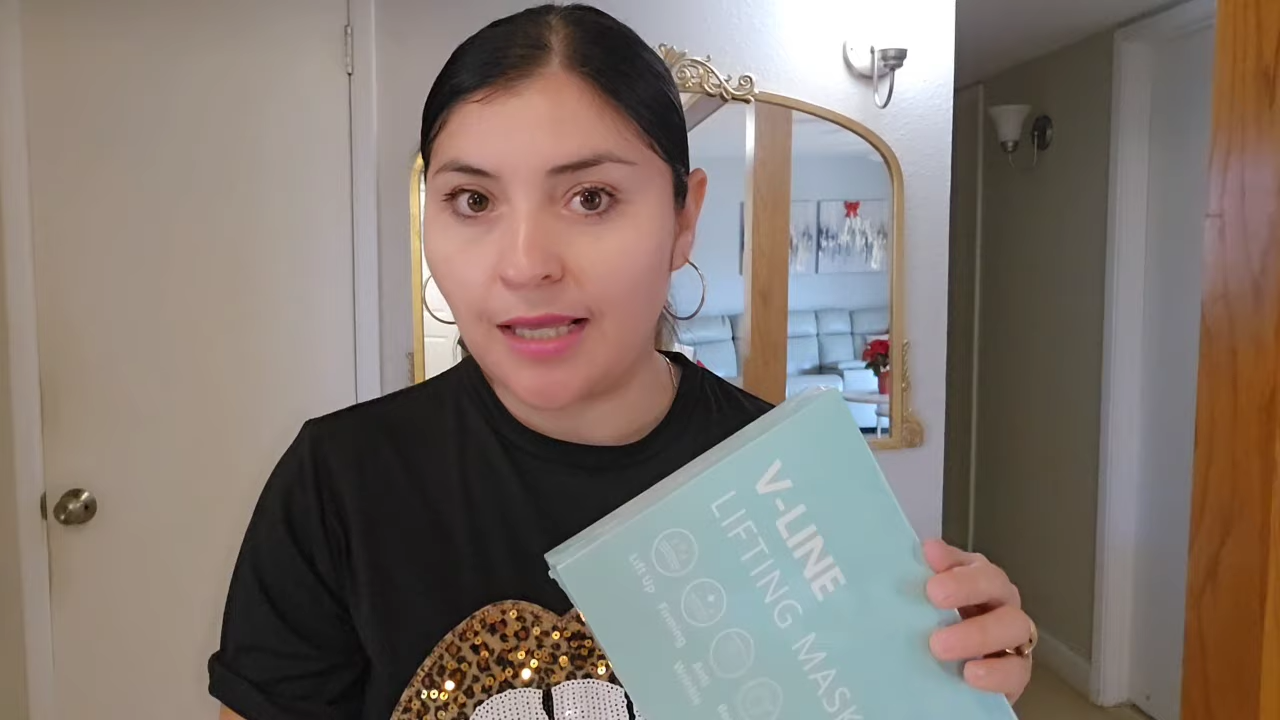 V-LINE
LIFTING MASK
Lift Up
Firming
Anti
Wrinkle